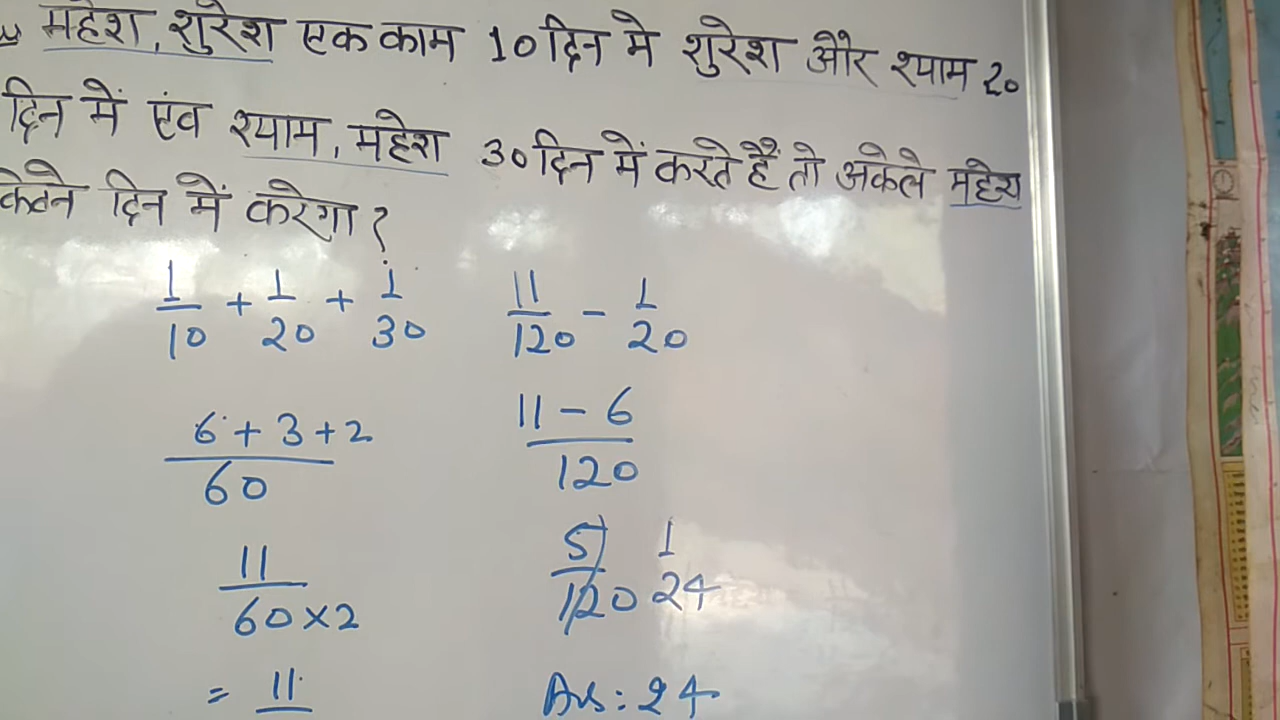 महेश, शुरेश एक काम 10 दिन मे शुरेश और श्याम 20
दिन में एंव श्याम, महेश 30 दिन में करते हैं तो अकेले महेश
केतने दिन में करेगा ?
1/10 + 1/20 + 1/30
6 + 3 + 2 / 60
11 / 60 × 2
= 11
11/120 - 1/20
11 - 6 / 120
5/120 1/24
Ans : 24